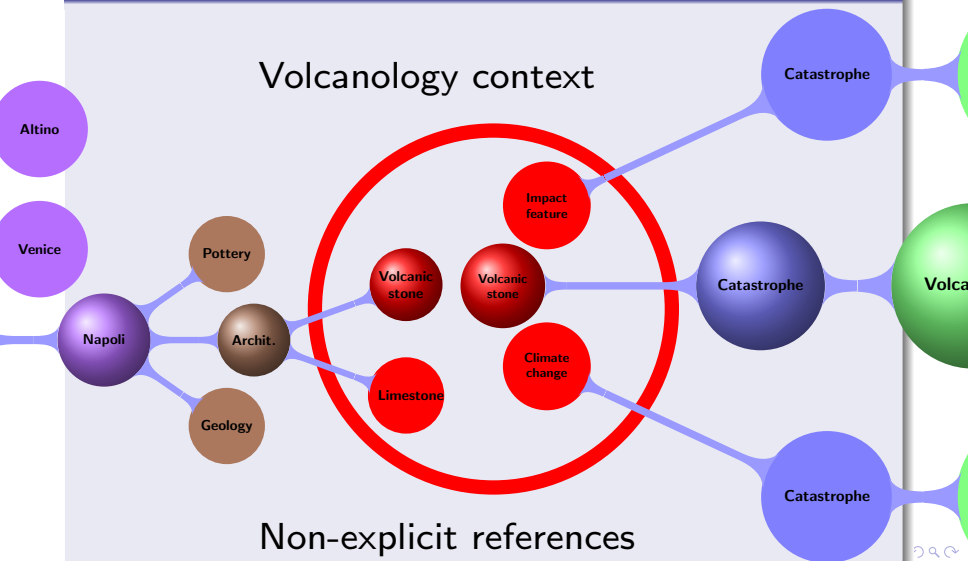 Volcanology context
Catastrophe
Altino
Impact
feature
Venice
Pottery
Volcanic
stone
Volcanic
stone
Catastrophe
Volca
Napoli
Archit.
Climate
change
Limestone
Geology
Catastrophe
Non-explicit references